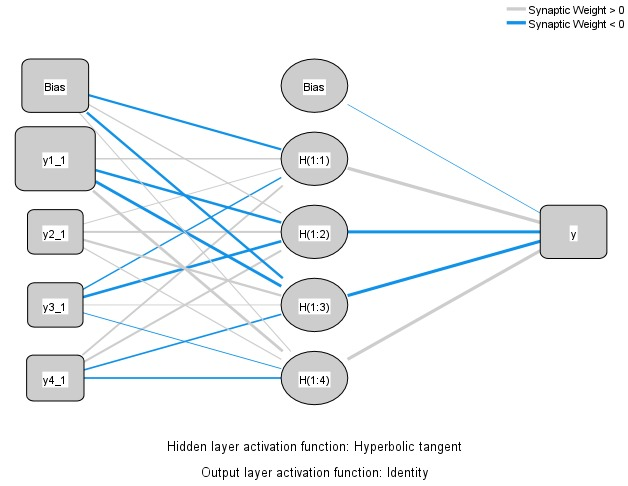 Synaptic Weight > 0
Synaptic Weight < 0
Bias
Bias
y1_1
H(1:1)
y2_1
H(1:2)
y
y3_1
H(1:3)
y4_1
H(1:4)
Hidden layer activation function: Hyperbolic tangent
Output layer activation function: Identity